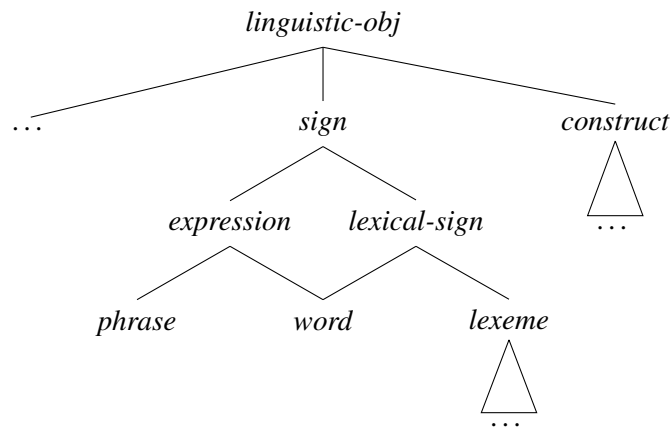 linguistic-obj
... sign construct
...
expression lexical-sign
phrase word lexeme
...